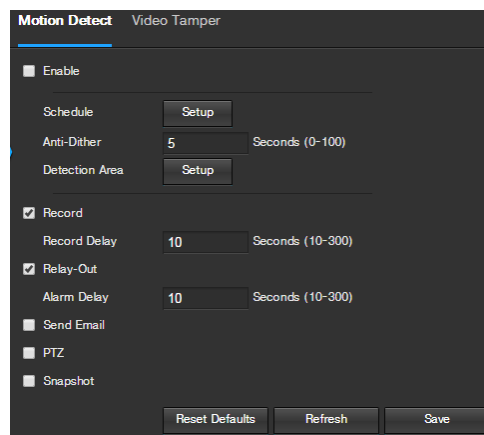 Motion Detect Video Tamper
Enable
Schedule Setup
Anti-Dither 5 Seconds (0-100)
Detection Area Setup
Record
Record Delay 10 Seconds (10-300)
Relay-Out
Alarm Delay 10 Seconds (10-300)
Send Email
PTZ
Snapshot
Reset Defaults Refresh Save